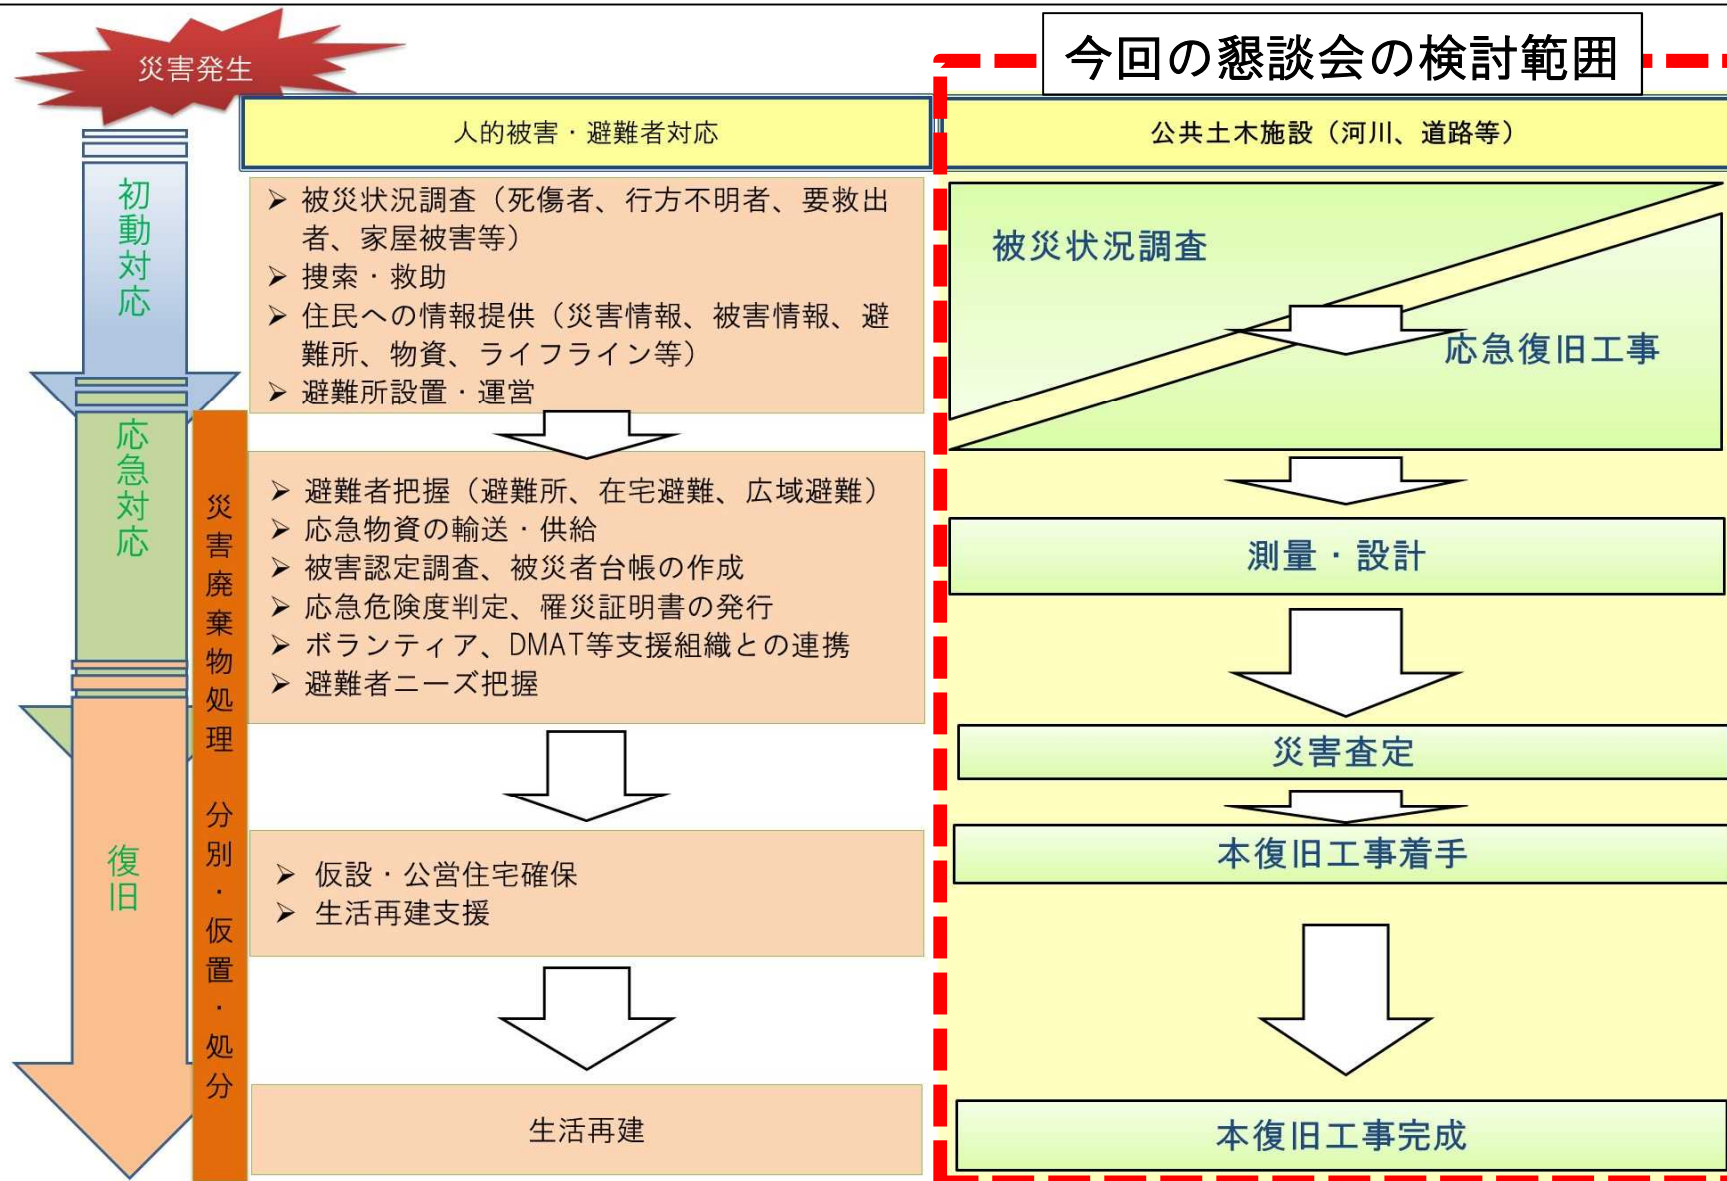 災害発生
今回の懇談会の検討範囲
人的被害・避難者対応
公共土木施設（河川、道路等）
初動対応
応急対応
復旧
災害廃棄物処理　分別・仮置・処分
➢ 被災状況調査（死傷者、行方不明者、要救出
者、家屋被害等）
➢ 捜索・救助
➢ 住民への情報提供（災害情報、被害情報、避
難所、物資、ライフライン等）
➢ 避難所設置・運営
➢ 避難者把握（避難所、在宅避難、広域避難）
➢ 応急物資の輸送・供給
➢ 被害認定調査、被災者台帳の作成
➢ 応急危険度判定、罹災証明書の発行
➢ ボランティア、DMAT等支援組織との連携
➢ 避難者ニーズ把握
➢ 仮設・公営住宅確保
➢ 生活再建支援
生活再建
被災状況調査
応急復旧工事
測量・設計
災害査定
本復旧工事着手
本復旧工事完成